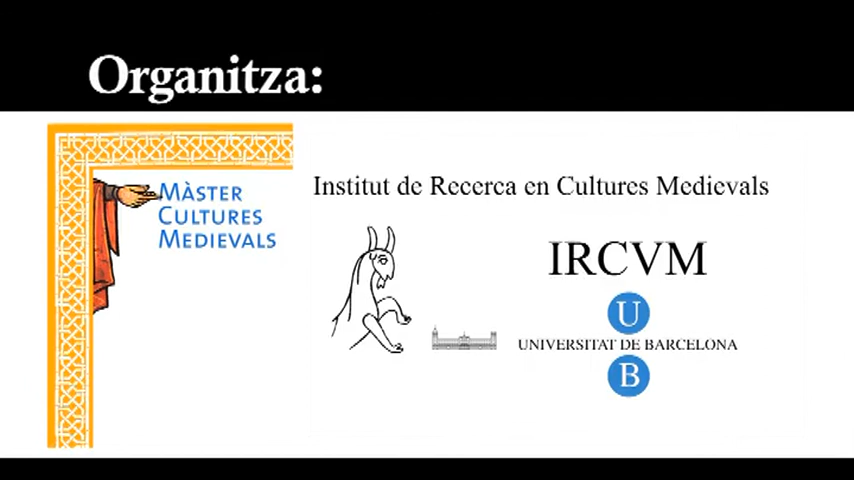 Organitza:
MÀSTER
CULTURES
MEDIEVALS
Institut de Recerca en Cultures Medievals
IRCVM
U
UNIVERSITAT DE BARCELONA
B